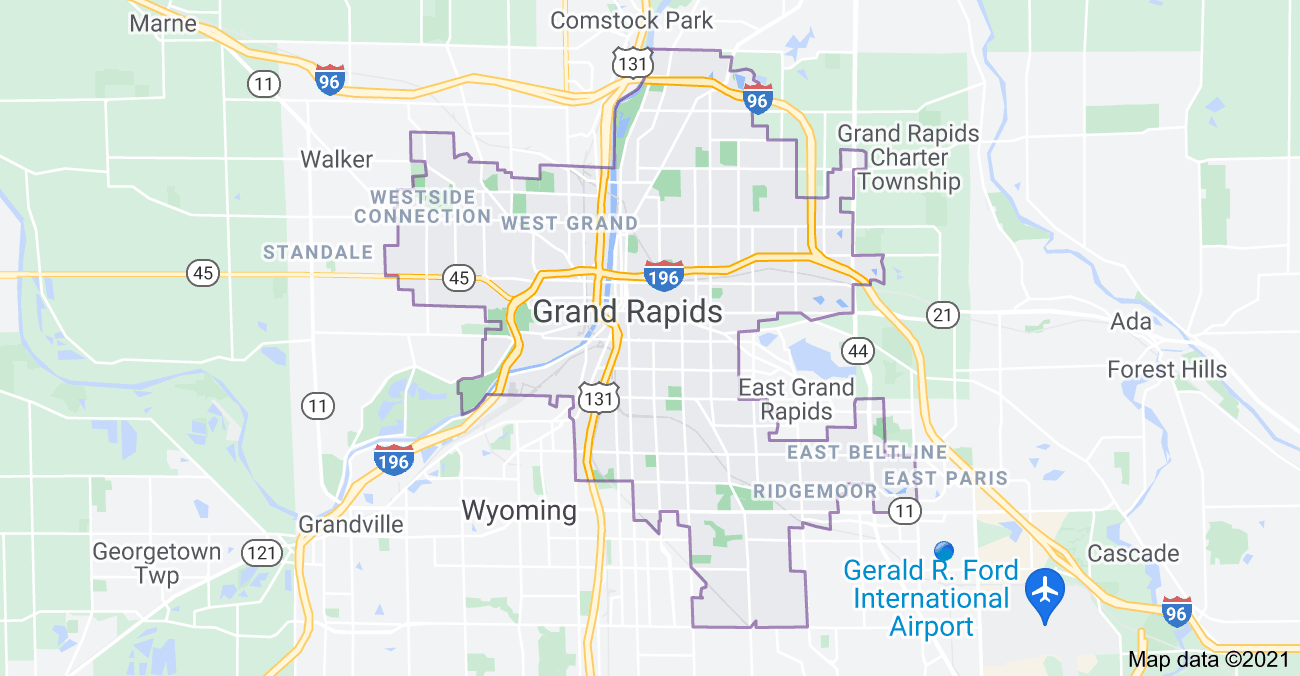 Marne
Comstock Park
131
11
96
96
Walker
Grand Rapids
Charter
Township
WESTSIDE
CONNECTION
WEST GRAND
STANDALE
45
45
196
Grand Rapids
21
Ada
44
Forest Hills
East Grand
Rapids
11
131
196
EAST BELTLINE
EAST PARIS
RIDGEMOOR
11
Wyoming
Grandville
Georgetown
Twp
121
Cascade
Gerald R. Ford
International
Airport
96
Map data ©2021